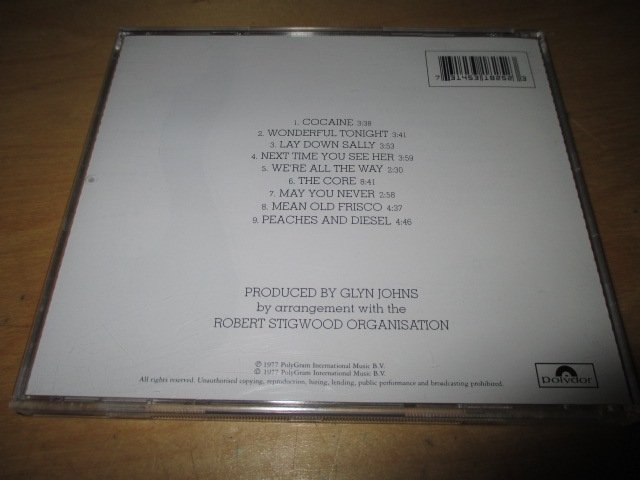 7 31453 18050 3
1. COCAINE 3:39
2. WONDERFUL TONIGHT 3:41
3. LAY DOWN SALLY 3:53
4. NEXT TIME YOU SEE HER 3:59
5. WE'RE ALL THE WAY 2:30
6. THE CORE 8:41
7. MAY YOU NEVER 2:58
8. MEAN OLD FRISCO 4:37
9. PEACHES AND DIESEL 4:46
PRODUCED BY GLYN JOHNS
by arrangement with the
ROBERT STIGWOOD ORGANISATION
℗ 1977 PolyGram International Music B.V.
© 1977 PolyGram International Music B.V.
All rights reserved. Unauthorised copying, reproduction, hiring, lending, public performance and broadcasting prohibited.
Polydor